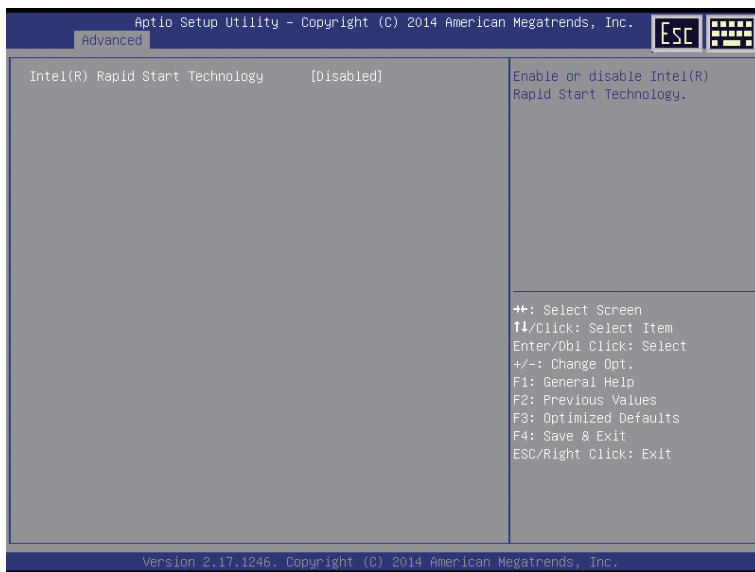 Aptio Setup Utility – Copyright (C) 2014 American Megatrends, Inc.
Esc
Advanced
Intel(R) Rapid Start Technology [Disabled]
Enable or disable Intel(R)
Rapid Start Technology.
→←: Select Screen
↑↓/Click: Select Item
Enter/Dbl Click: Select
+/-: Change Opt.
F1: General Help
F2: Previous Values
F3: Optimized Defaults
F4: Save & Exit
ESC/Right Click: Exit
Version 2.17.1246. Copyright (C) 2014 American Megatrends, Inc.